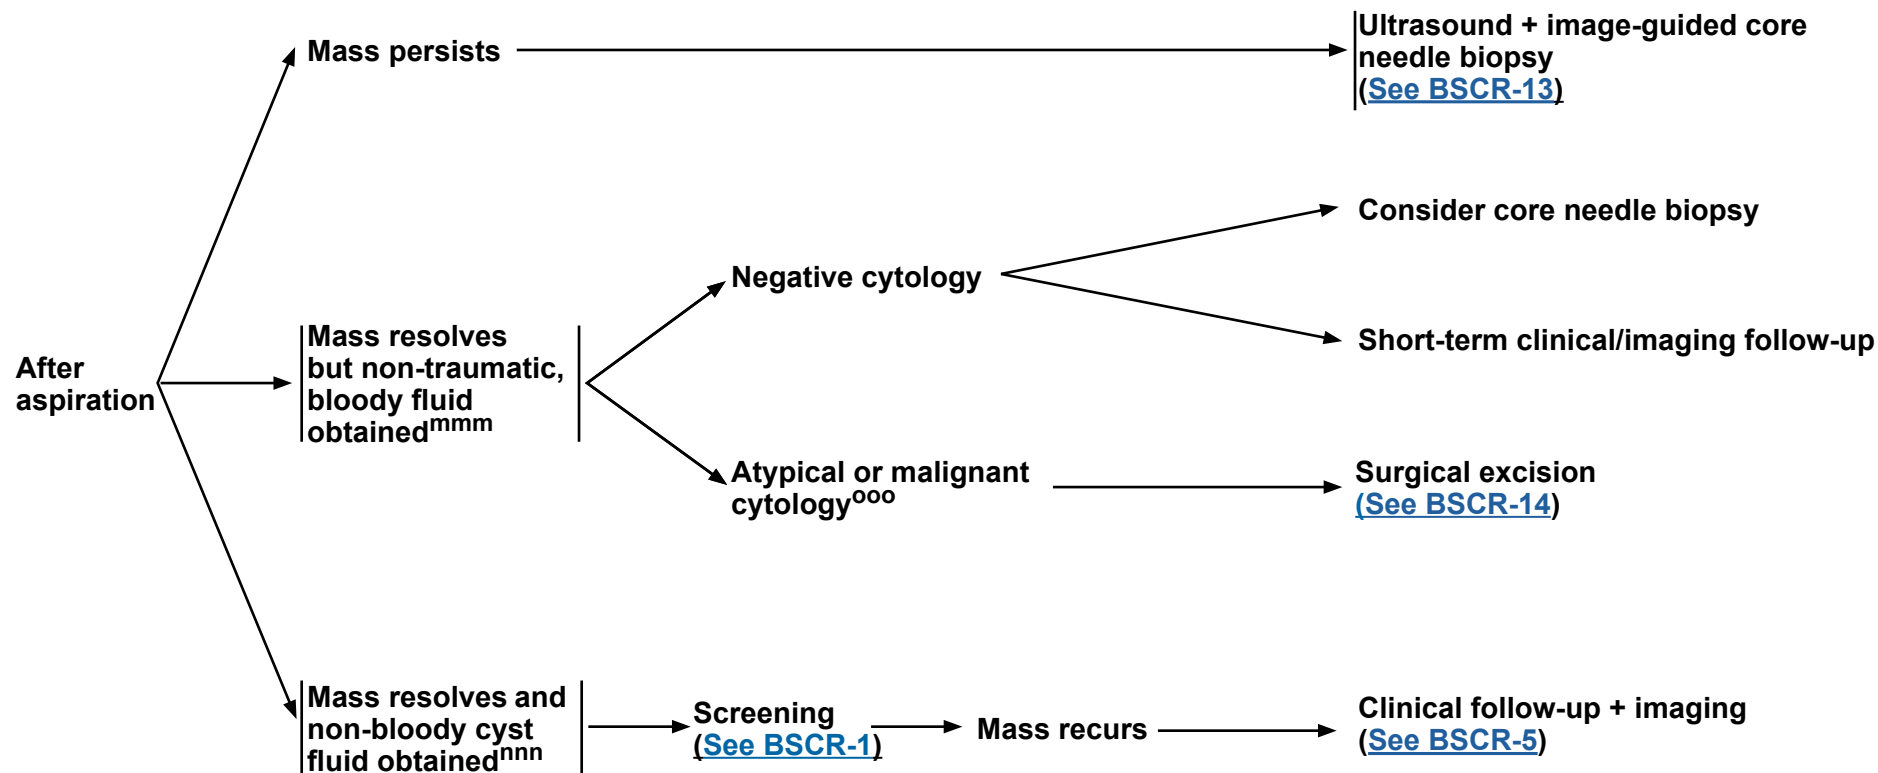 Mass persists
Ultrasound + image-guided core
needle biopsy
(See BSCR-13)
After
aspiration
Mass resolves
but non-traumatic,
bloody fluid
obtainedmmm
Negative cytology
Consider core needle biopsy
Short-term clinical/imaging follow-up
Atypical or malignant
cytologyooo
Surgical excision
(See BSCR-14)
Mass resolves and
non-bloody cyst
fluid obtainednnn
Screening
(See BSCR-1)
Mass recurs
Clinical follow-up + imaging
(See BSCR-5)